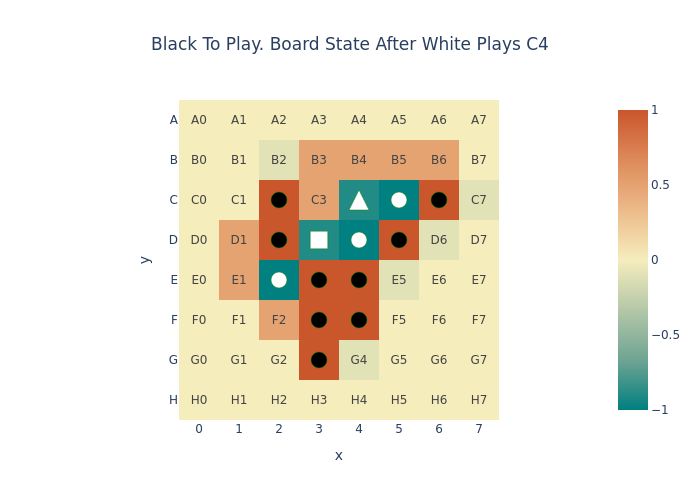 Black To Play. Board State After White Plays C4
A A0 A1 A2 A3 A4 A5 A6 A7 1
B B0 B1 B2 B3 B4 B5 B6 B7
0.5
C C0 C1 C3 C7
D D0 D1 D6 D7
y 0
E E0 E1 E5 E6 E7
F F0 F1 F2 F5 F6 F7
−0.5
G G0 G1 G2 G4 G5 G6 G7
H H0 H1 H2 H3 H4 H5 H6 H7
−1
0 1 2 3 4 5 6 7
x